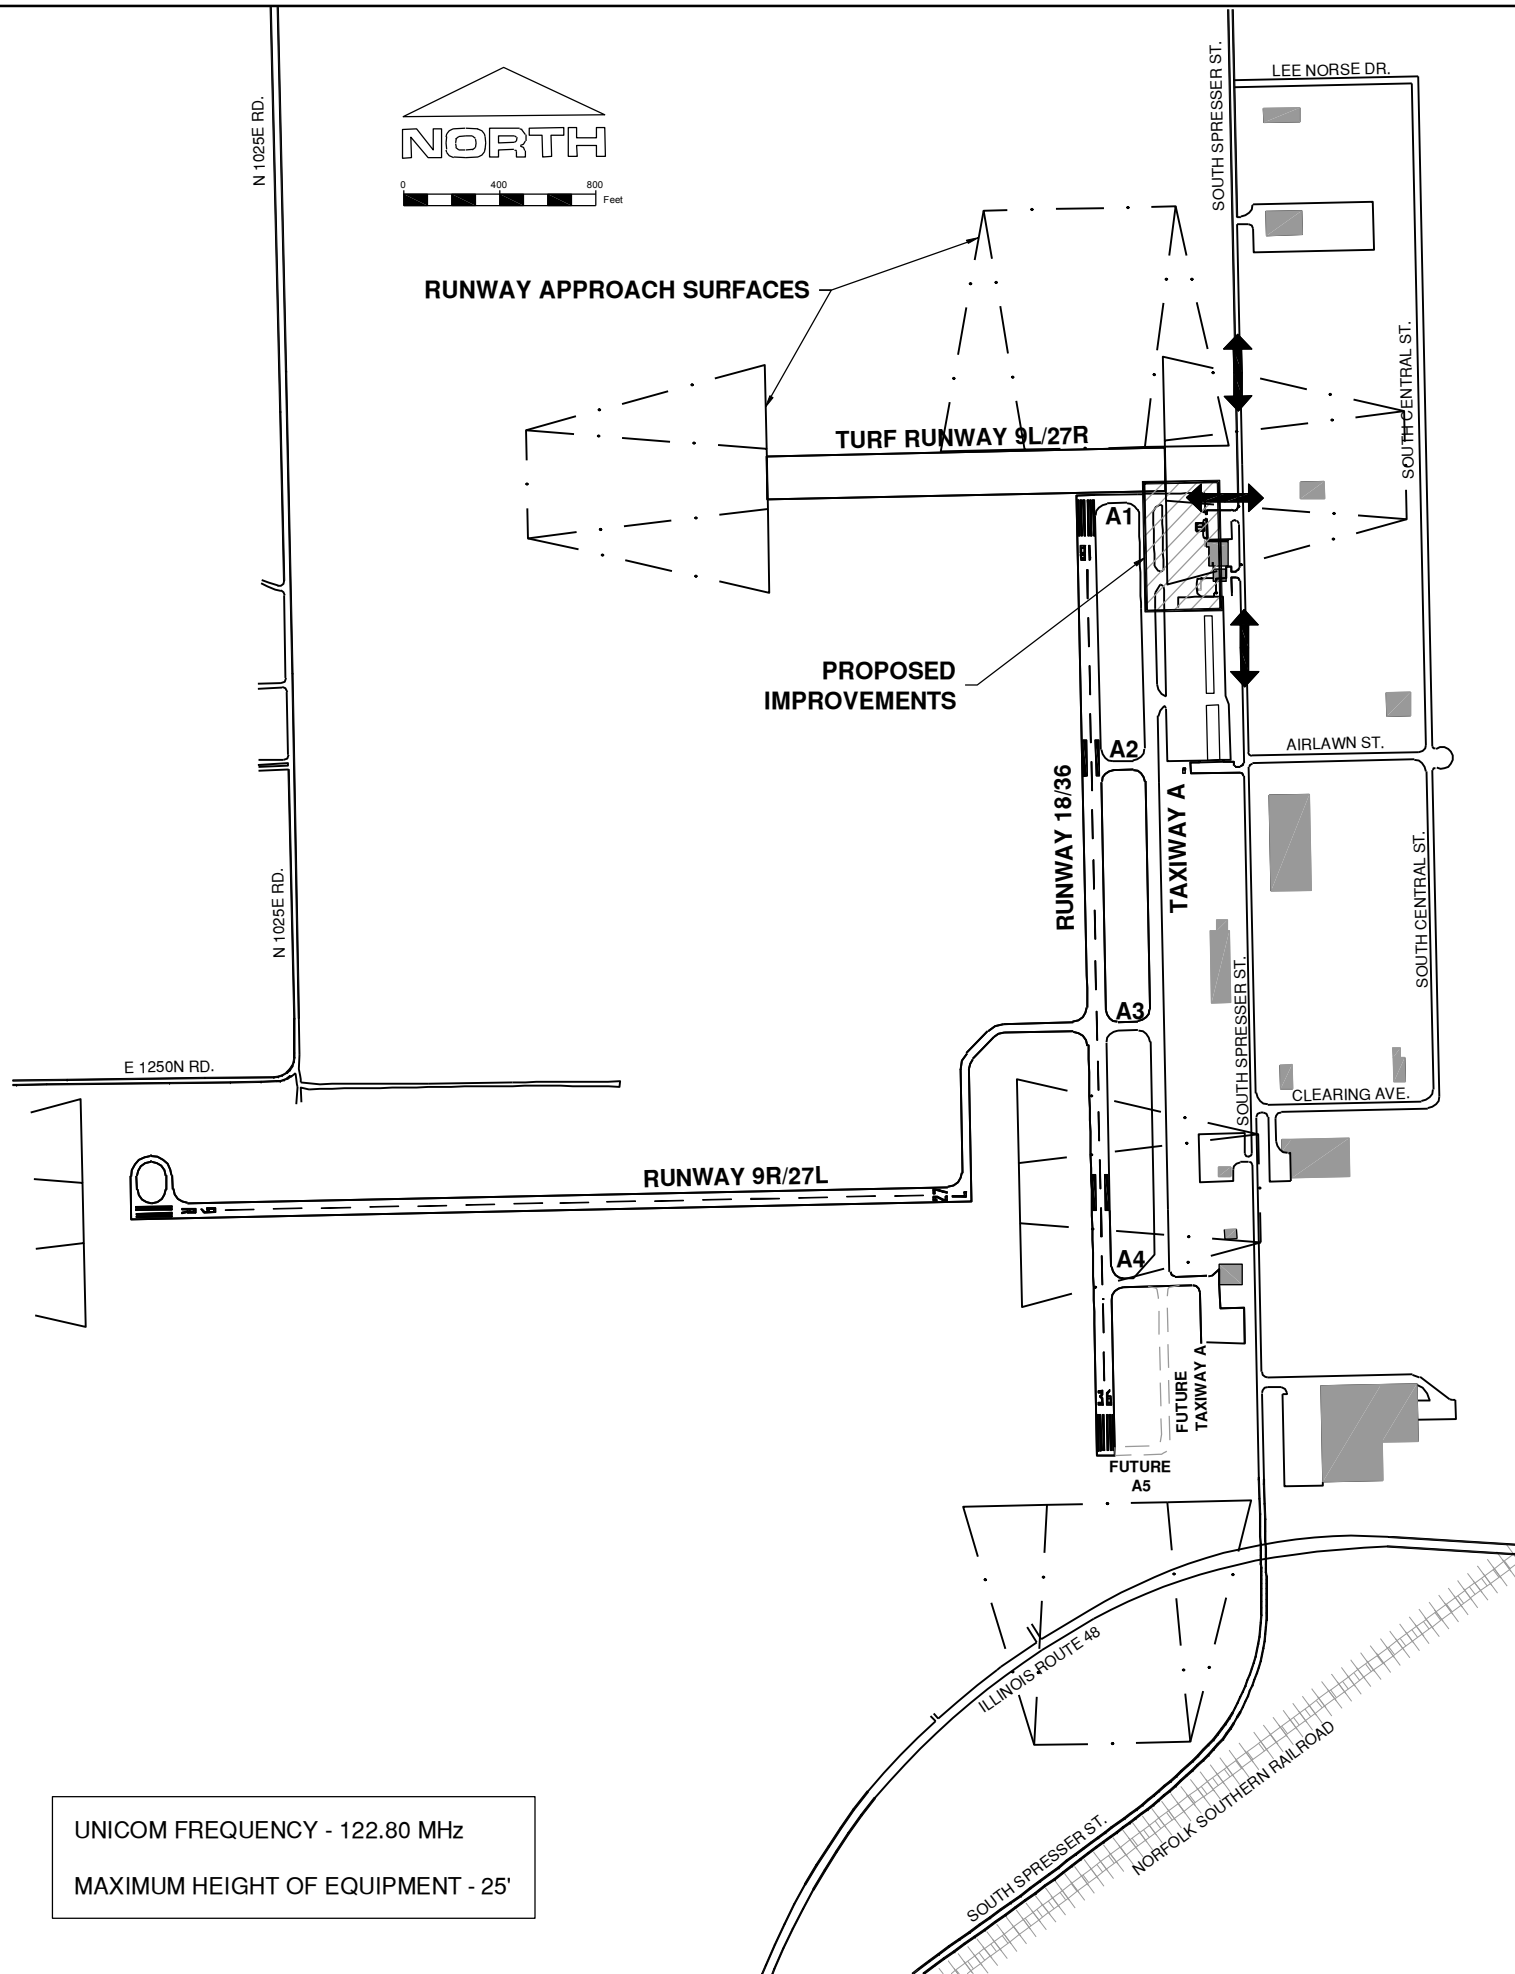 LEE NORSE DR.
SOUTH SPRESSER ST.
N 1025E RD.
NORTH
0 400 800
Feet
RUNWAY APPROACH SURFACES
SOUTH CENTRAL ST.
TURF RUNWAY 9L/27R
A1
18
PROPOSED
IMPROVEMENTS
A2
AIRLAWN ST.
RUNWAY 18/36
TAXIWAY A
SOUTH CENTRAL ST.
N 1025E RD.
A3
SOUTH SPRESSER ST.
E 1250N RD.
CLEARING AVE.
RUNWAY 9R/27L
27
L
9
R
A4
FUTURE
TAXIWAY A
36
FUTURE
A5
ILLINOIS ROUTE 48
NORFOLK SOUTHERN RAILROAD
SOUTH SPRESSER ST.
UNICOM FREQUENCY - 122.80 MHz
MAXIMUM HEIGHT OF EQUIPMENT - 25'